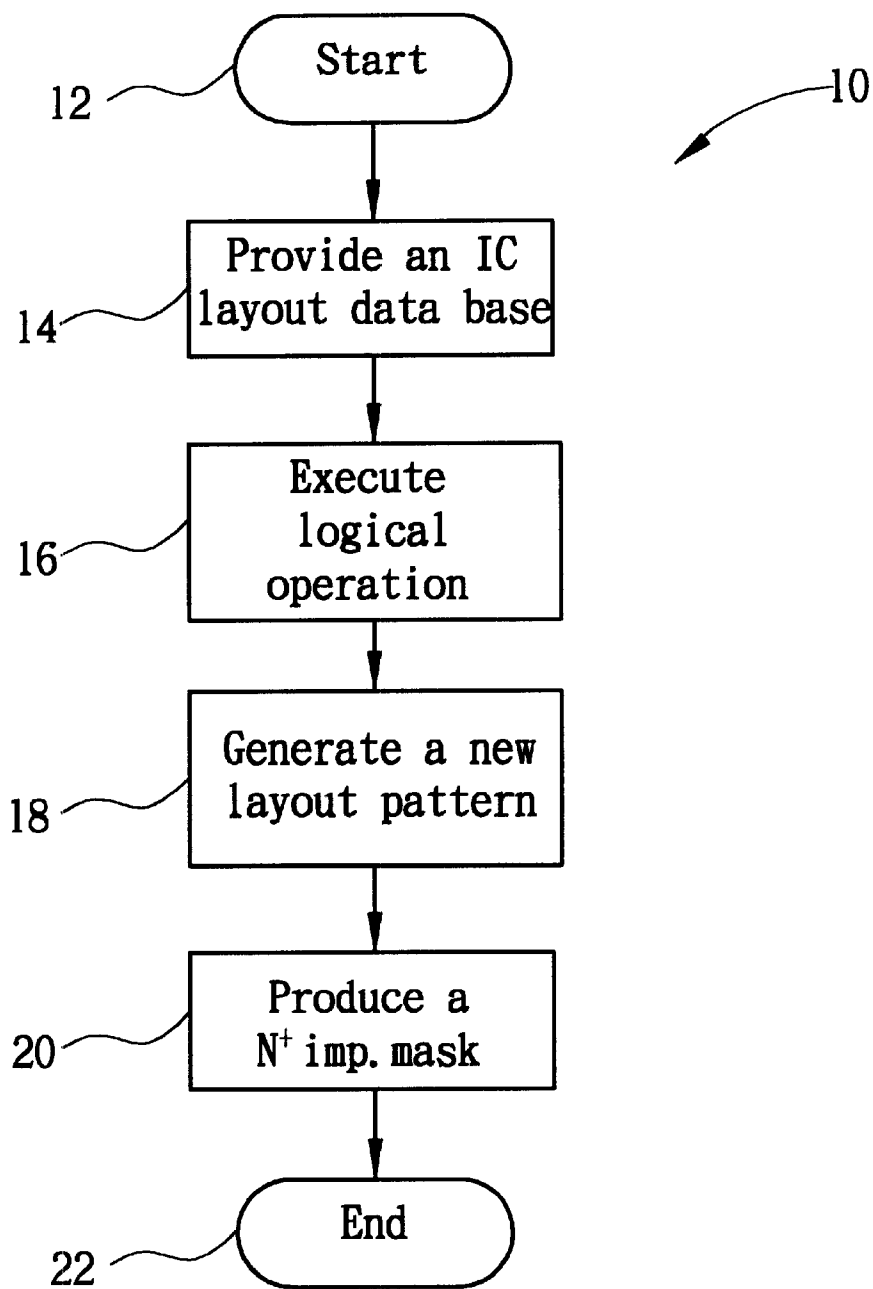 Start
12
10
Provide an IC
layout data base
14
Execute
logical
operation
16
Generate a new
layout pattern
18
Produce a
N⁺ imp. mask
20
End
22